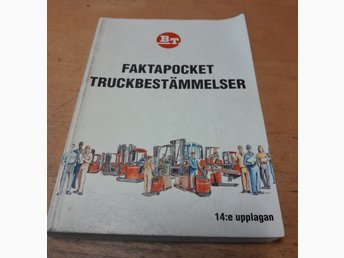 BT
FAKTAPOCKET
TRUCKBESTÄMMELSER
14:e upplagan